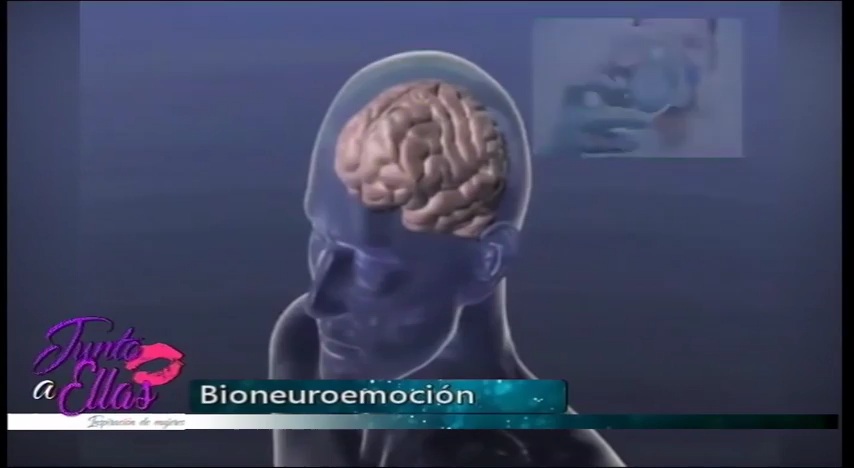 Junto
a Ellas
Inspiración de mujeres
Bioneuroemoción